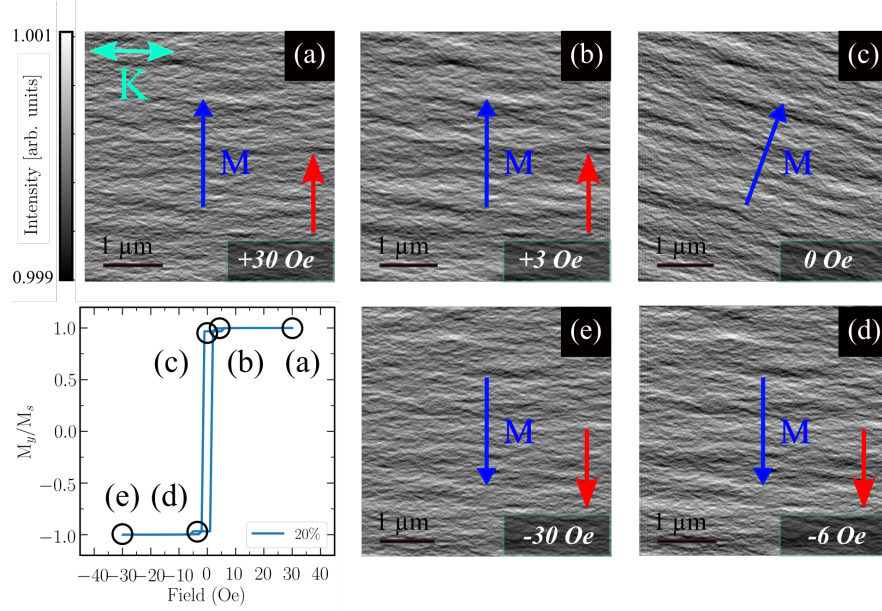 1.001
Intensity [arb. units]
0.999
(a)
K
M
1 μm
+30 Oe
(b)
M
1 μm
+3 Oe
(c)
M
1 μm
0 Oe
1.0
0.5
0.0
−0.5
−1.0
M_y/M_s
(c) (b) (a)
(e) (d)
20%
−40 −30 −20 −10 0 10 20 30 40
Field (Oe)
(e)
M
1 μm
-30 Oe
(d)
M
1 μm
-6 Oe